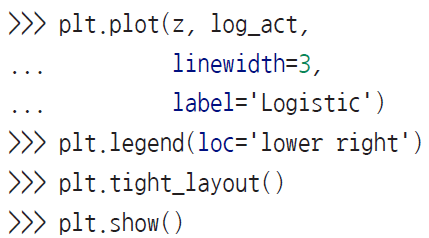 >>> plt.plot(z, log_act,
...          linewidth=3,
...          label='Logistic')
>>> plt.legend(loc='lower right')
>>> plt.tight_layout()
>>> plt.show()